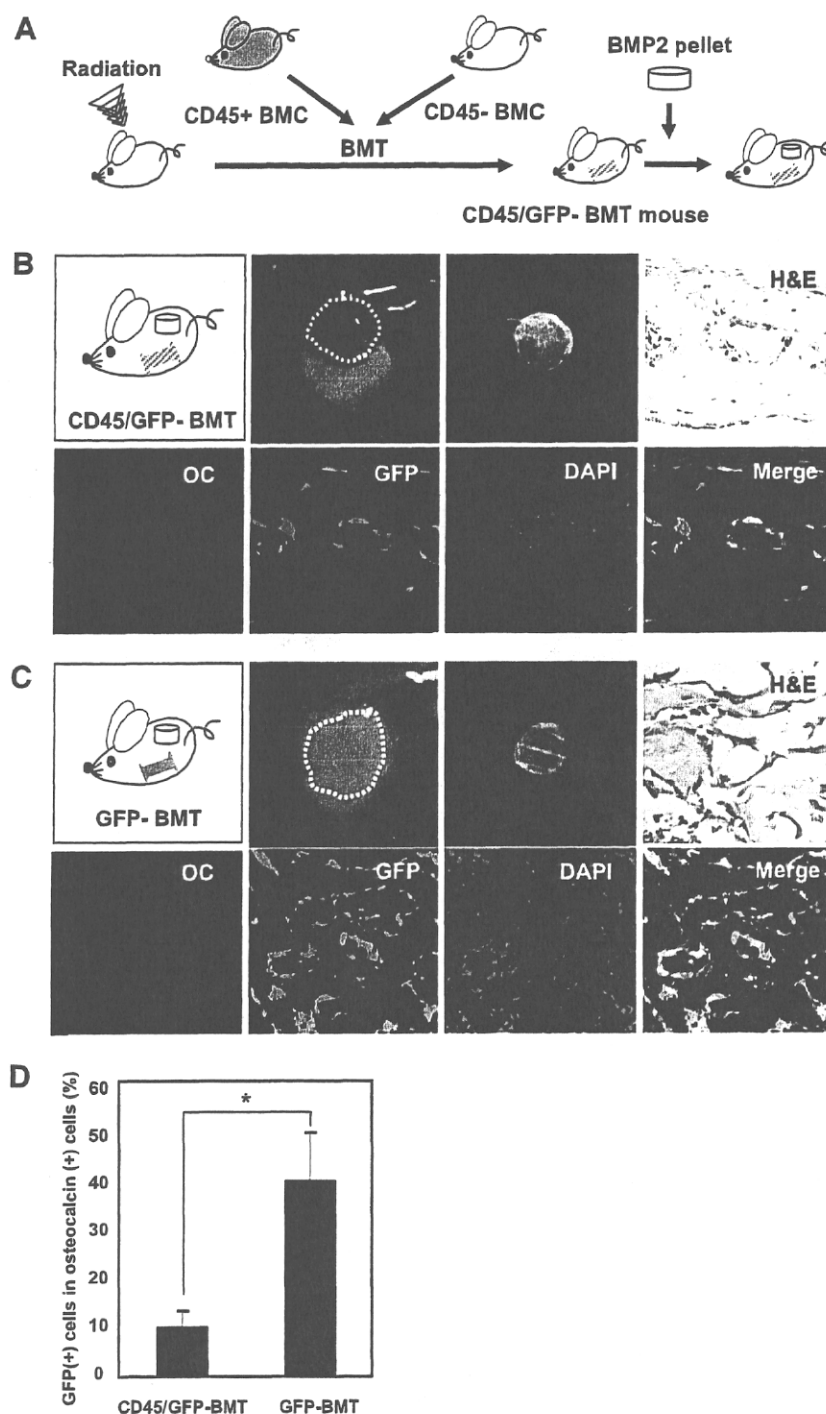 A
Radiation
BMP2 pellet
CD45+ BMC
CD45- BMC
BMT
CD45/GFP- BMT mouse
B
H&E
CD45/GFP- BMT
OC
GFP
DAPI
Merge
C
H&E
GFP- BMT
OC
GFP
DAPI
Merge
D
GFP(+) cells in osteocalcin (+) cells (%)
60
50
40
30
20
10
0
*
CD45/GFP-BMT
GFP-BMT